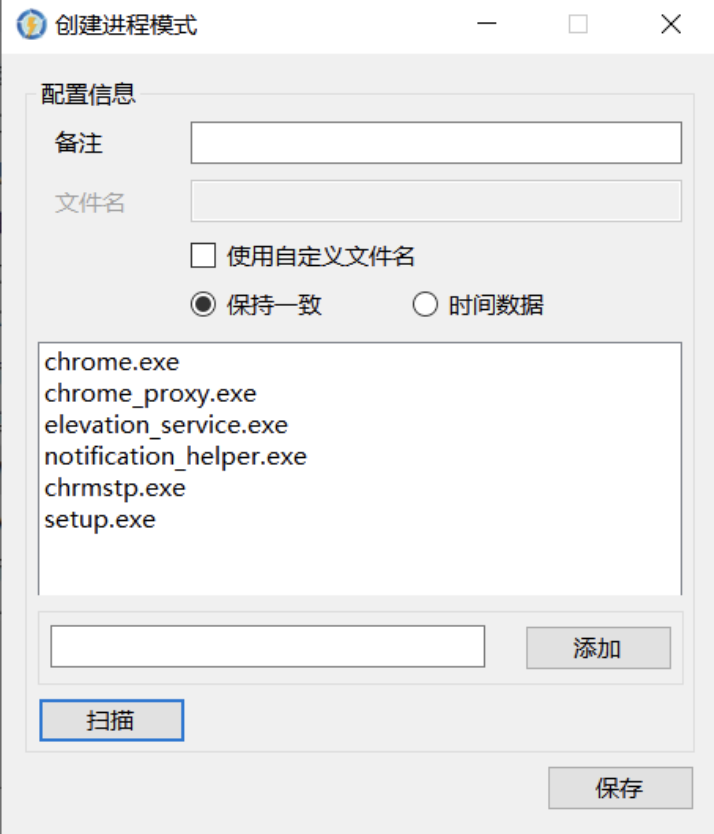 创建进程模式
配置信息
备注
文件名
使用自定义文件名
保持一致 时间数据
chrome.exe
chrome_proxy.exe
elevation_service.exe
notification_helper.exe
chrmstp.exe
setup.exe
添加
扫描
保存